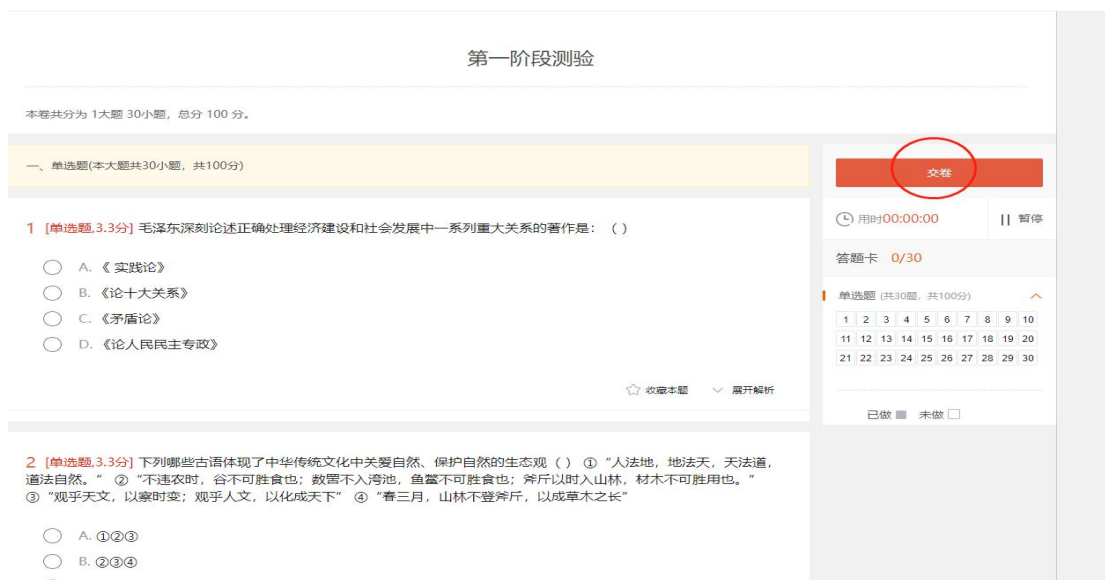 第一阶段测验
本卷共分为 1大题 30小题，总分 100 分。
一、单选题(本大题共30小题，共100分)
交卷
用时00:00:00
暂停
答题卡 0/30
单选题 (共30题，共100分)
1 2 3 4 5 6 7 8 9 10
11 12 13 14 15 16 17 18 19 20
21 22 23 24 25 26 27 28 29 30
已做 未做
1 [单选题,3.3分] 毛泽东深刻论述正确处理经济建设和社会发展中一系列重大关系的著作是：（ ）
A. 《 实践论》
B. 《论十大关系》
C. 《矛盾论》
D. 《论人民民主专政》
收藏本题 展开解析
2 [单选题,3.3分] 下列哪些古语体现了中华传统文化中关爱自然、保护自然的生态观（ ） ① “人法地，地法天，天法道，
道法自然。“ ② “不违农时，谷不可胜食也；数罟不入洿池，鱼鳖不可胜食也；斧斤以时入山林，材木不可胜用也。”
③ “观乎天文，以察时变；观乎人文，以化成天下” ④ “春三月，山林不登斧斤，以成草木之长”
A. ①②③
B. ②③④